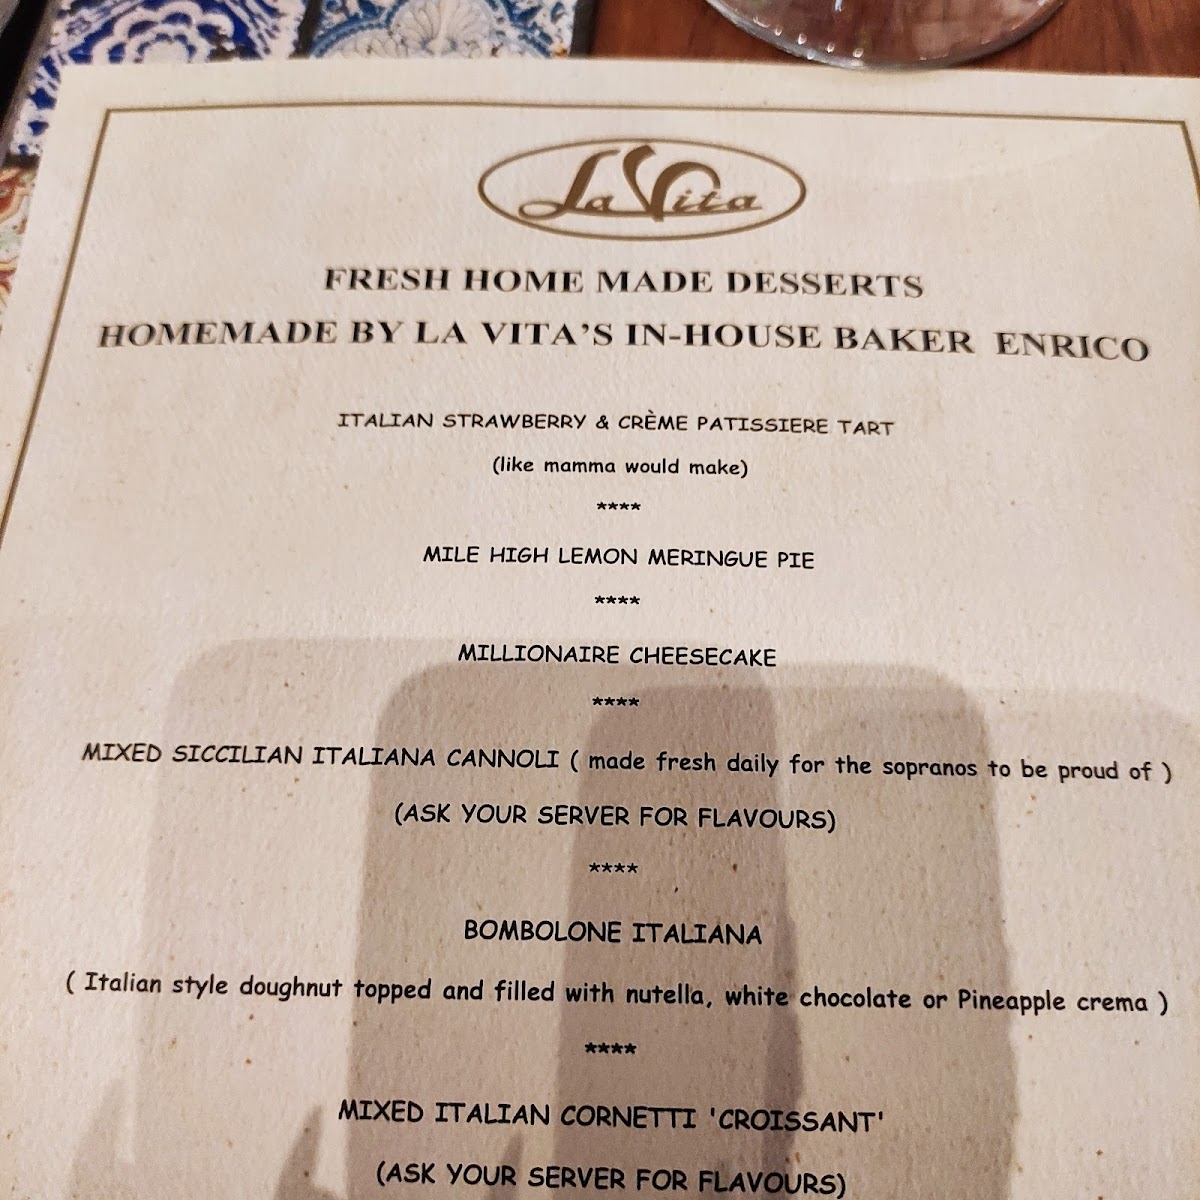 La Vita
FRESH HOME MADE DESSERTS
HOMEMADE BY LA VITA'S IN-HOUSE BAKER ENRICO
ITALIAN STRAWBERRY & CRÈME PATISSIERE TART
(like mamma would make)
****
MILE HIGH LEMON MERINGUE PIE
****
MILLIONAIRE CHEESECAKE
****
MIXED SICCILIAN ITALIANA CANNOLI ( made fresh daily for the sopranos to be proud of )
(ASK YOUR SERVER FOR FLAVOURS)
****
BOMBOLONE ITALIANA
( Italian style doughnut topped and filled with nutella, white chocolate or Pineapple crema )
****
MIXED ITALIAN CORNETTI 'CROISSANT'
(ASK YOUR SERVER FOR FLAVOURS)